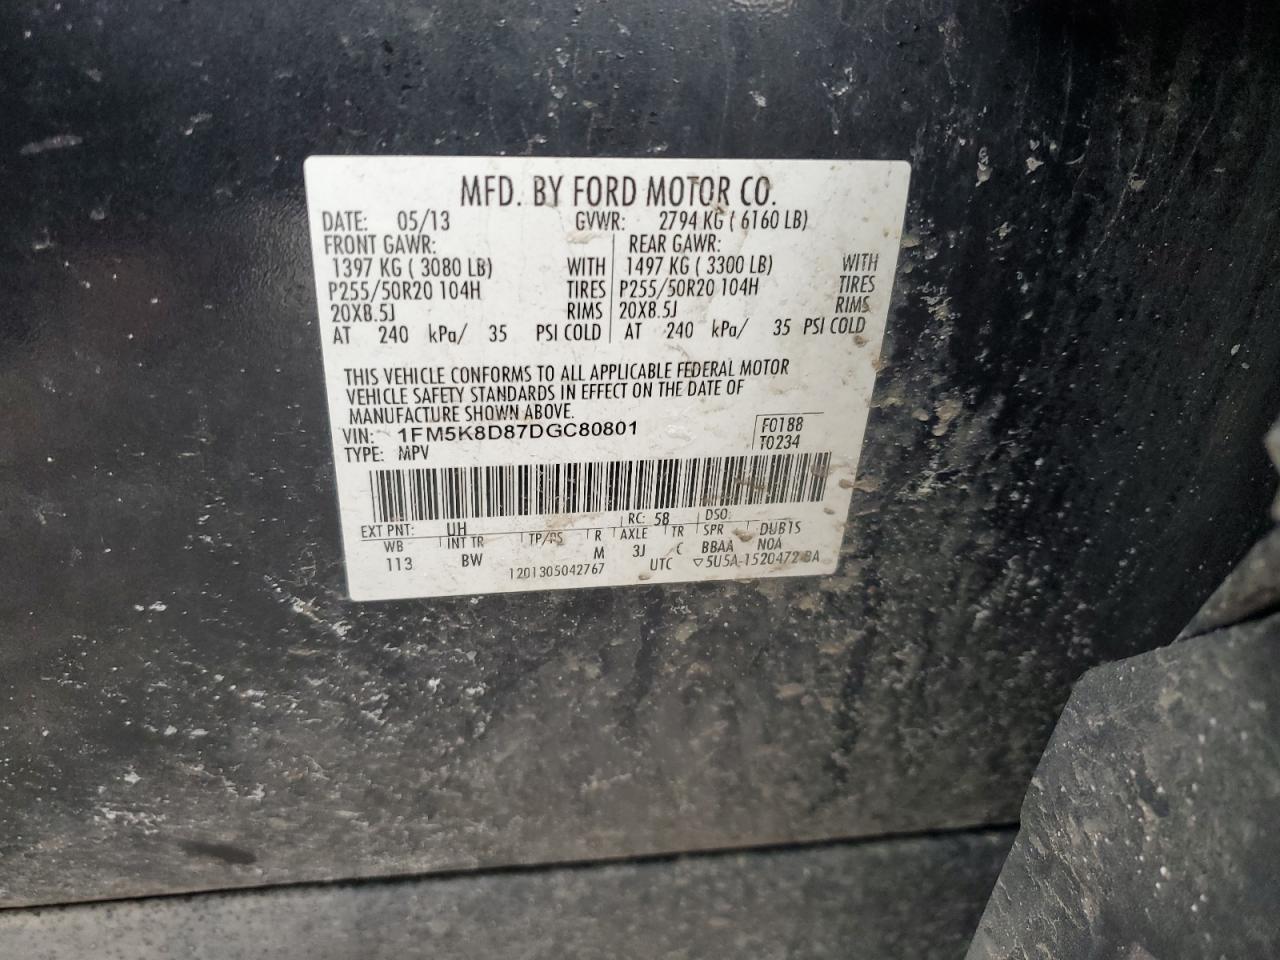 MFD. BY FORD MOTOR CO.
DATE: 05/13 GVWR: 2794 KG ( 6160 LB)
FRONT GAWR: REAR GAWR:
1397 KG ( 3080 LB) WITH 1497 KG ( 3300 LB) WITH
P255/50R20 104H TIRES P255/50R20 104H TIRES
20X8.5J RIMS 20X8.5J RIMS
AT 240 kPa/ 35 PSI COLD AT 240 kPa/ 35 PSI COLD
THIS VEHICLE CONFORMS TO ALL APPLICABLE FEDERAL MOTOR
VEHICLE SAFETY STANDARDS IN EFFECT ON THE DATE OF
MANUFACTURE SHOWN ABOVE.
VIN: 1FM5K8D87DGC80801 F0188
TYPE: MPV T0234
EXT PNT: UH RC: 58 DSO:
WB INT TR TP/PS R AXLE TR SPR DUB1S
113 BW M 3J C BBAA NOA
1201305042767 UTC ▽5U5A-1520472-BA